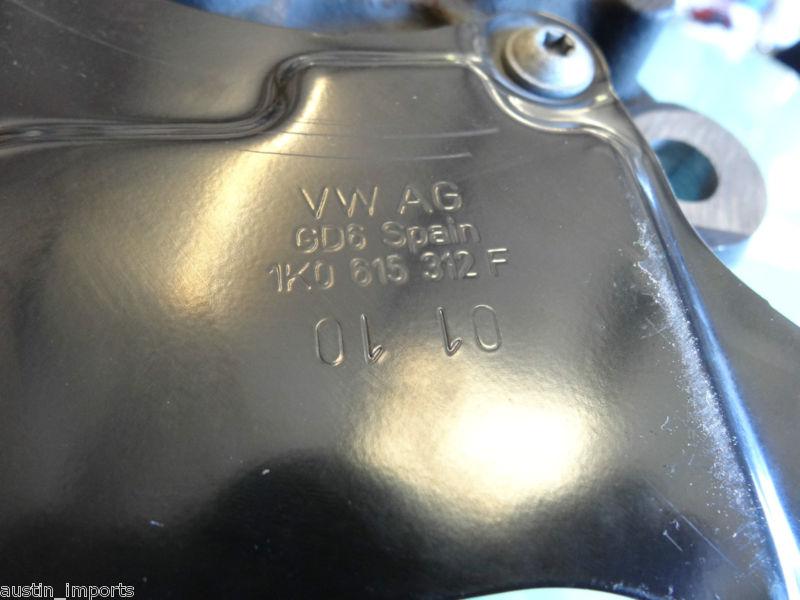 VW AG
GD6 Spain
1K0 615 312 F
01 10
austin_imports